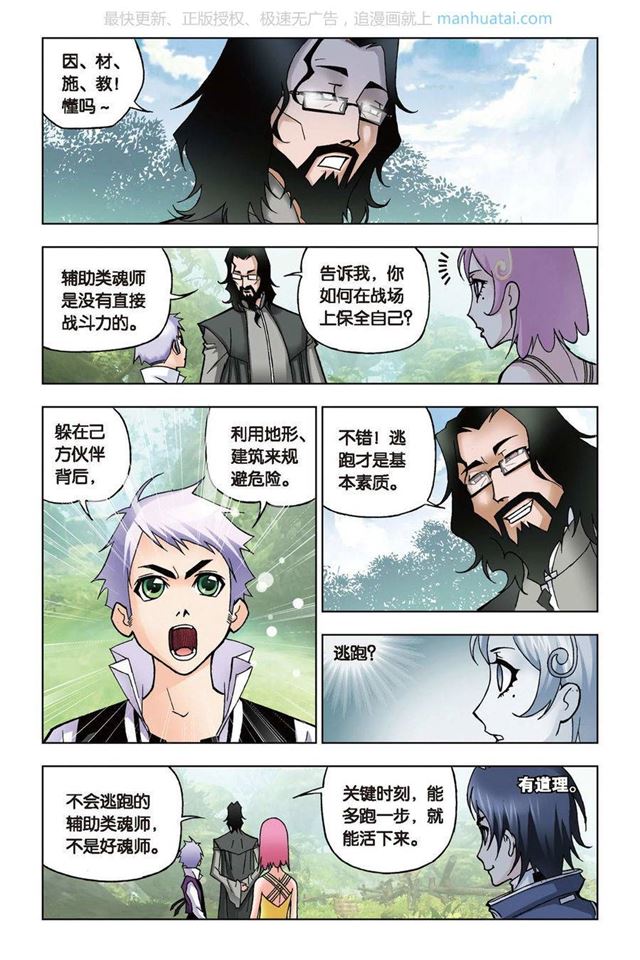 最快更新、正版授权、极速无广告，追漫画就上 manhuatai.com
因、材、
施、教！
懂吗～
辅助类魂师
是没有直接
战斗力的。
告诉我，你
如何在战场
上保全自己？
躲在己
方伙伴
背后，
利用地形、
建筑来规
避危险。
不错！逃
跑才是基
本素质。
逃跑？
不会逃跑的
辅助类魂师，
不是好魂师。
关键时刻，能
多跑一步，就
能活下来。
有道理。